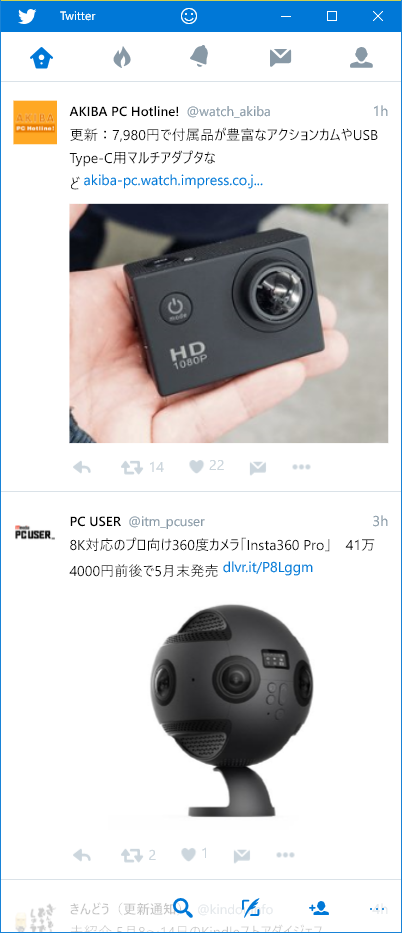 Twitter
AKIBA
PC Hotline!
AKIBA PC Hotline! @watch_akiba 1h
更新：7,980円で付属品が豊富なアクションカムやUSB
Type-C用マルチアダプタな
ど akiba-pc.watch.impress.co.j...
mode
HD
1080P
14 22
PC USER
PC USER @itm_pcuser 3h
8K対応のプロ向け360度カメラ「Insta360 Pro」 41万
4000円前後で5月末発売 dlvr.it/P8Lggm
2 1
きんどう（更新通知